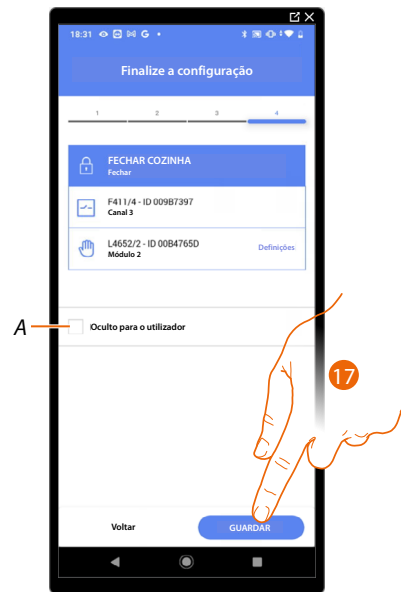 18:31 G
Finalize a configuração
1 2 3 4
FECHAR COZINHA
Fechar
F411/4 - ID 009B7397
Canal 3
L4652/2 - ID 00B4765D
Módulo 2
Definições
A
Oculto para o utilizador
17
Voltar
GUARDAR